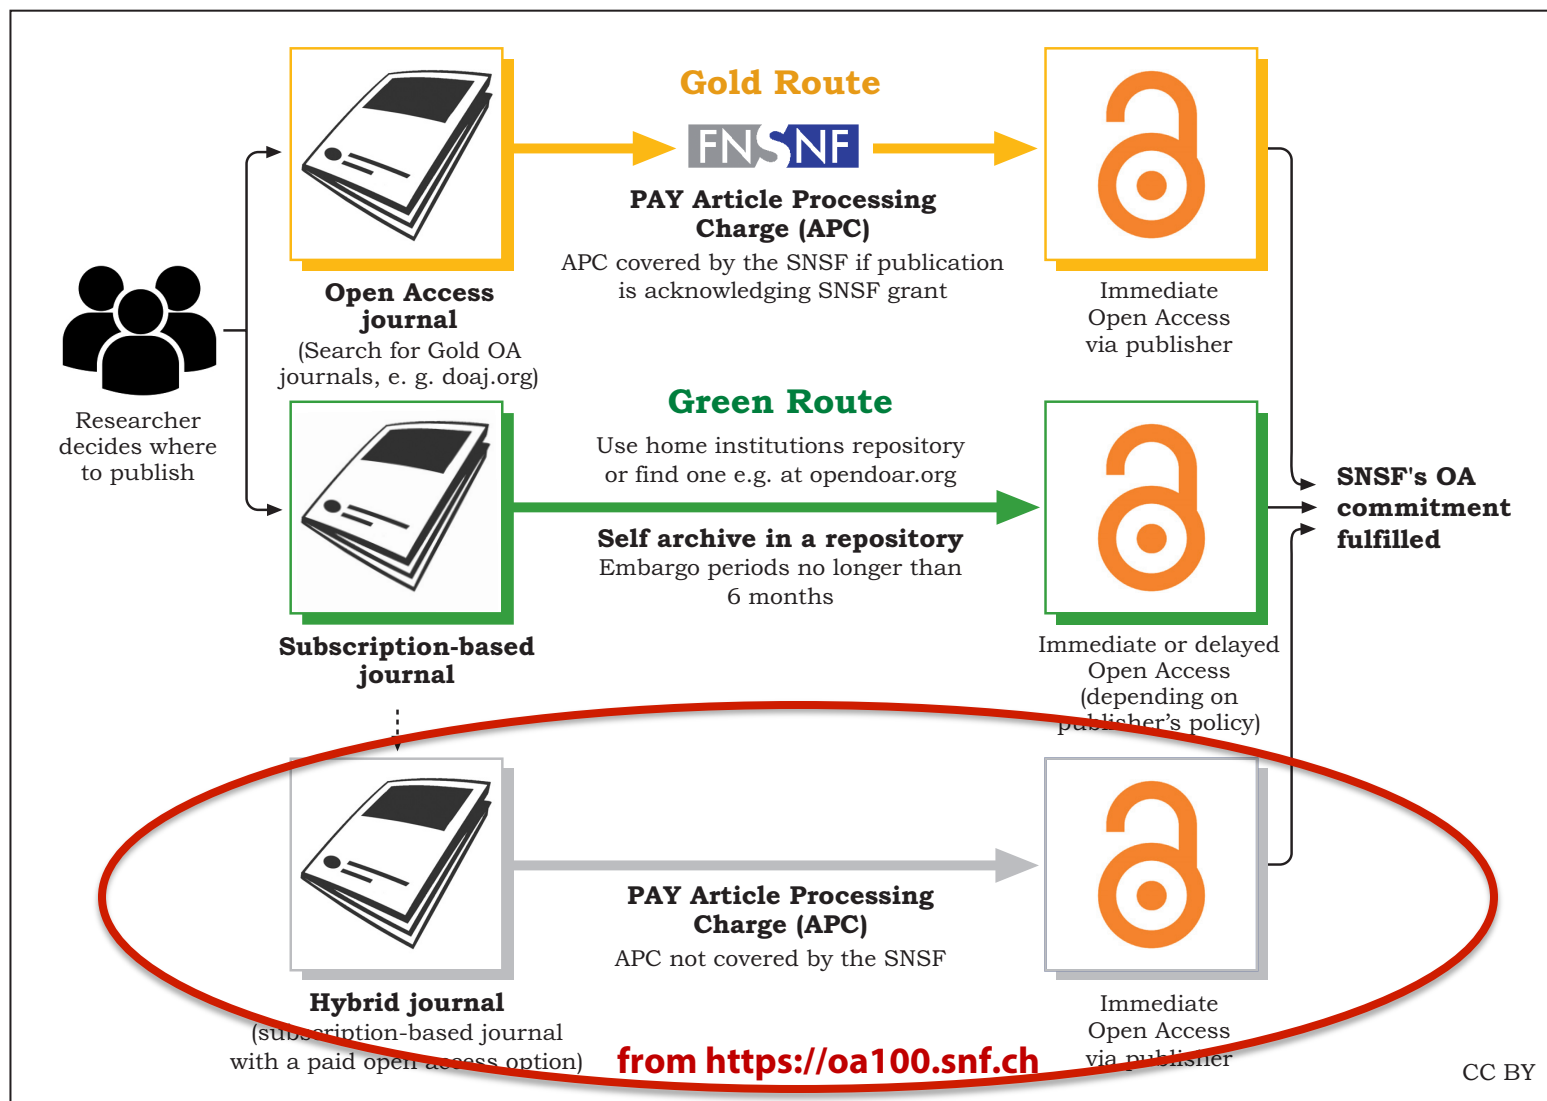 Gold Route
FNSNF
PAY Article Processing
Charge (APC)
APC covered by the SNSF if publication
is acknowledging SNSF grant
Open Access
journal
(Search for Gold OA
journals, e. g. doaj.org)
Immediate
Open Access
via publisher
Researcher
decides where
to publish
Green Route
Use home institutions repository
or find one e.g. at opendoar.org
Self archive in a repository
Embargo periods no longer than
6 months
Subscription-based
journal
Immediate or delayed
Open Access
(depending on
publisher’s policy)
SNSF's OA
commitment
fulfilled
PAY Article Processing
Charge (APC)
APC not covered by the SNSF
Hybrid journal
(subscription-based journal
with a paid open access option)
Immediate
Open Access
via publisher
from https://oa100.snf.ch
CC BY